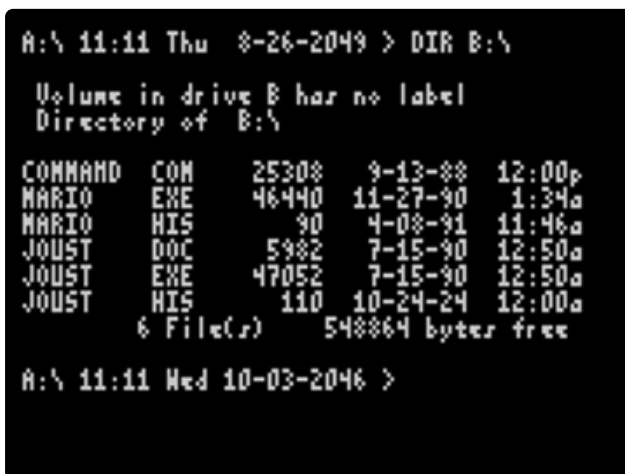 A:\ 11:11 Thu  8-26-2049 > DIR B:\
Volume in drive B has no label
Directory of  B:\
COMMAND  COM    25308   9-13-88  12:00p
MARIO    EXE    46440  11-27-90   1:34a
MARIO    HIS       90   4-08-91  11:46a
JOUST    DOC     5982   7-15-90  12:50a
JOUST    EXE    47052   7-15-90  12:50a
JOUST    HIS      110  10-24-24  12:00a
6 File(s)    548864 bytes free
A:\ 11:11 Wed 10-03-2046 >